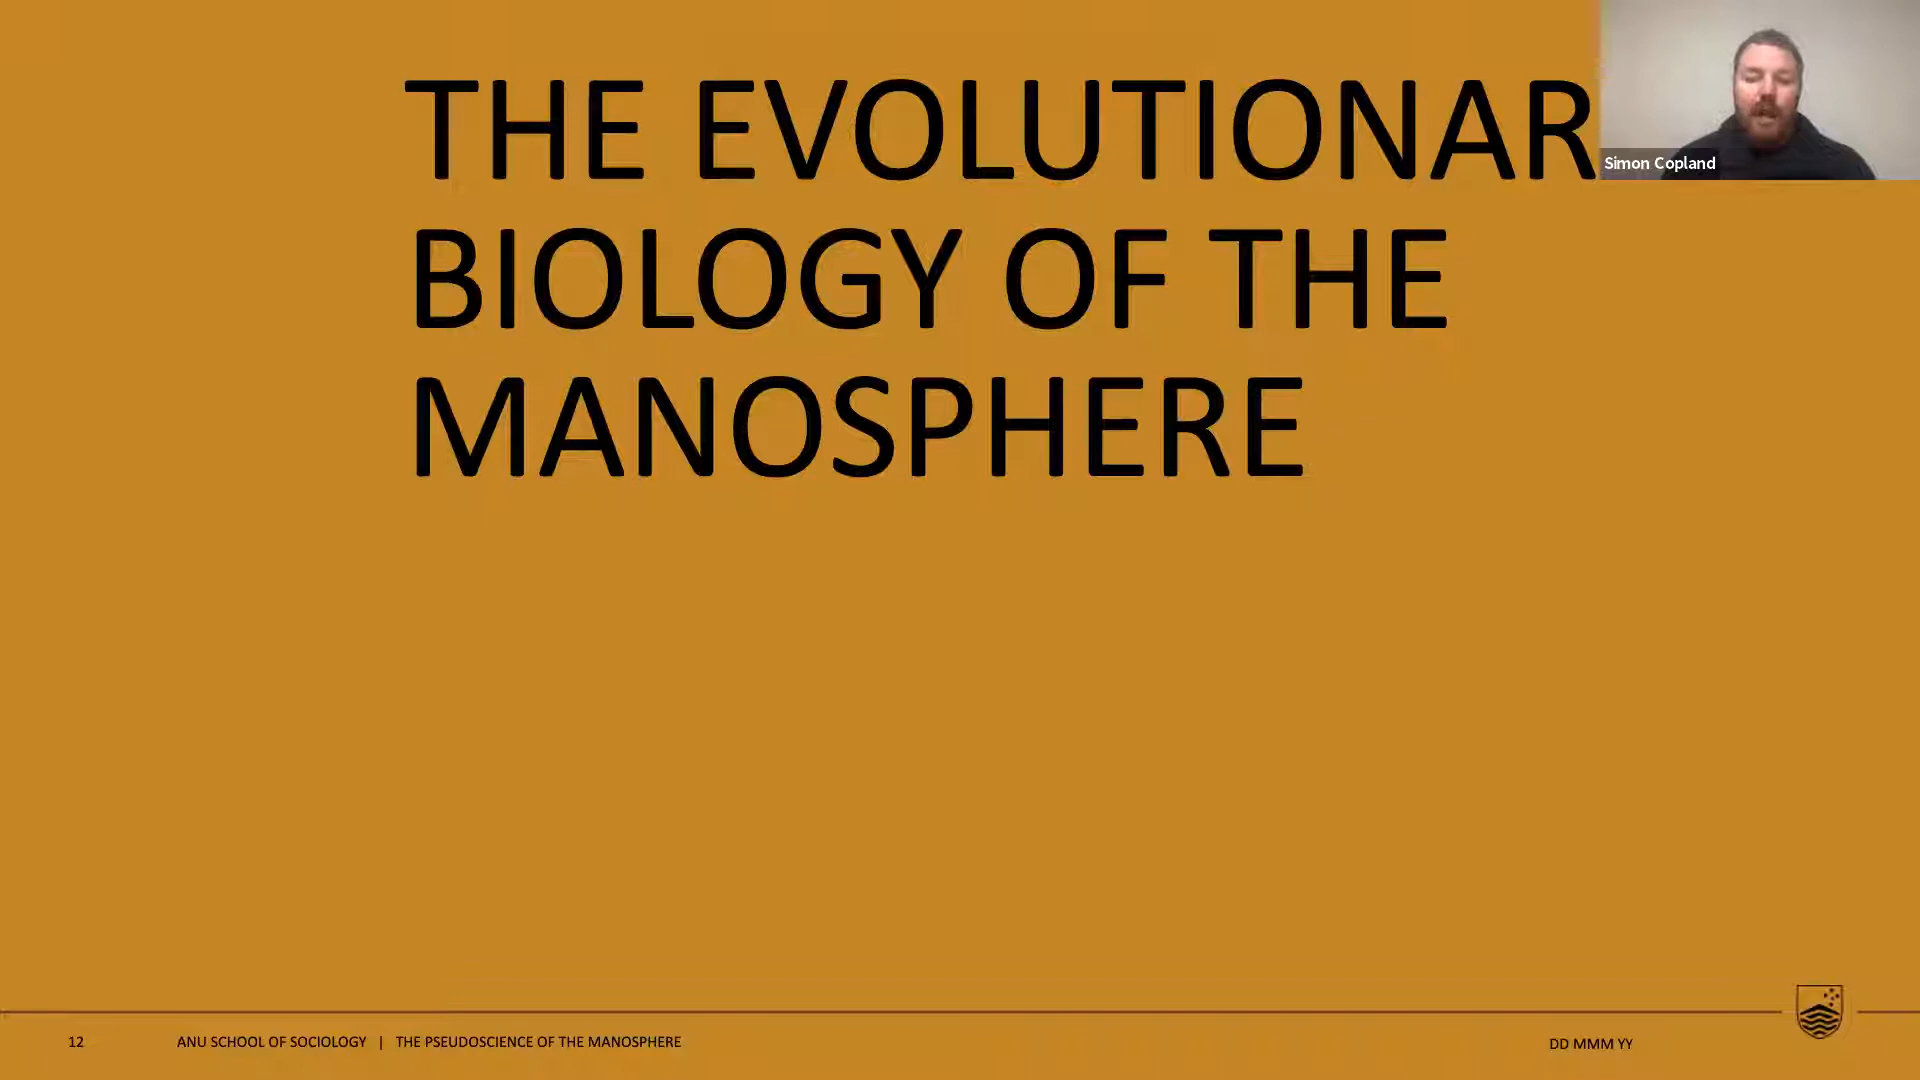 THE EVOLUTIONAR
BIOLOGY OF THE
MANOSPHERE
Simon Copland
12 ANU SCHOOL OF SOCIOLOGY | THE PSEUDOSCIENCE OF THE MANOSPHERE DD MMM YY